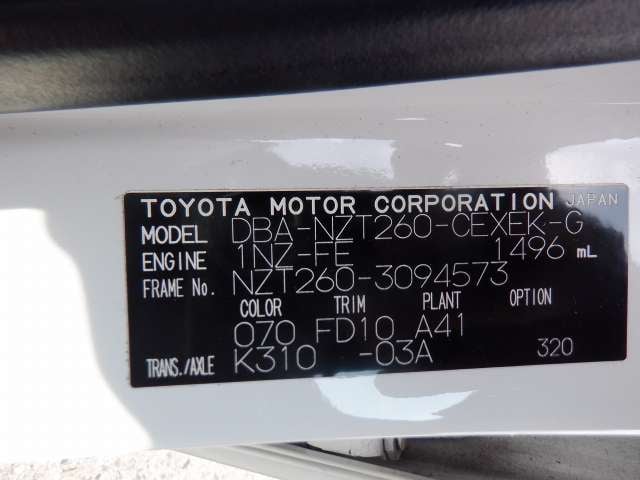 TOYOTA MOTOR CORPORATION JAPAN
MODEL DBA-NZT260-CEXEK-G
ENGINE 1NZ-FE 1496 mL
FRAME No. NZT260-3094573
COLOR TRIM PLANT OPTION
070 FD10 A41
TRANS./AXLE K310 -03A 320